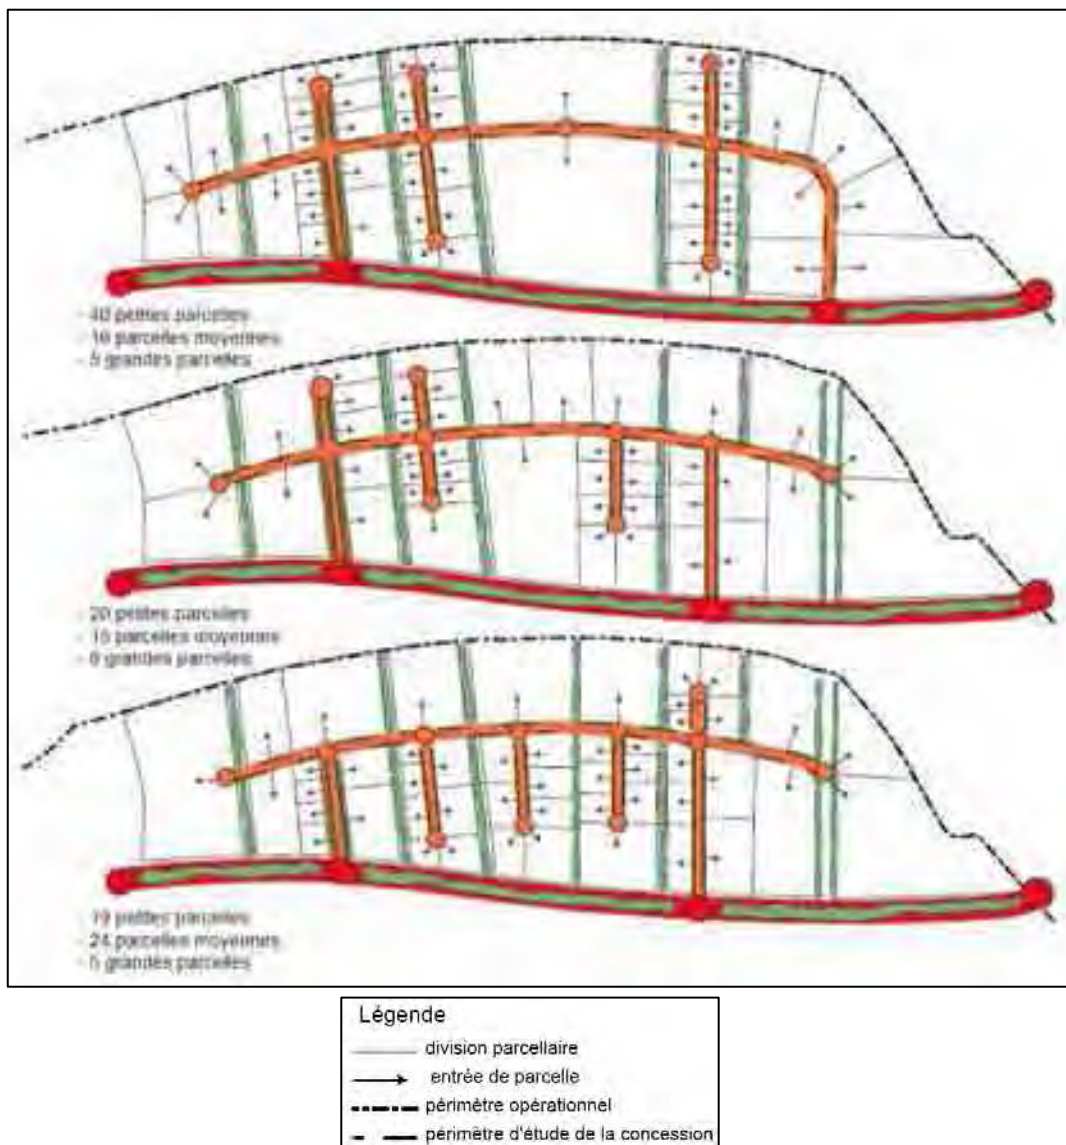 - 40 petites parcelles
- 16 parcelles moyennes
- 5 grandes parcelles
- 20 petites parcelles
- 15 parcelles moyennes
grandes parcelles
- 19 petites parcelles
- 24 parcelles moyennes
- 5 grandes parcelles
Légende
division parcellaire
entrée de parcelle
périmètre opérationnel
périmètre d'étude de la concession